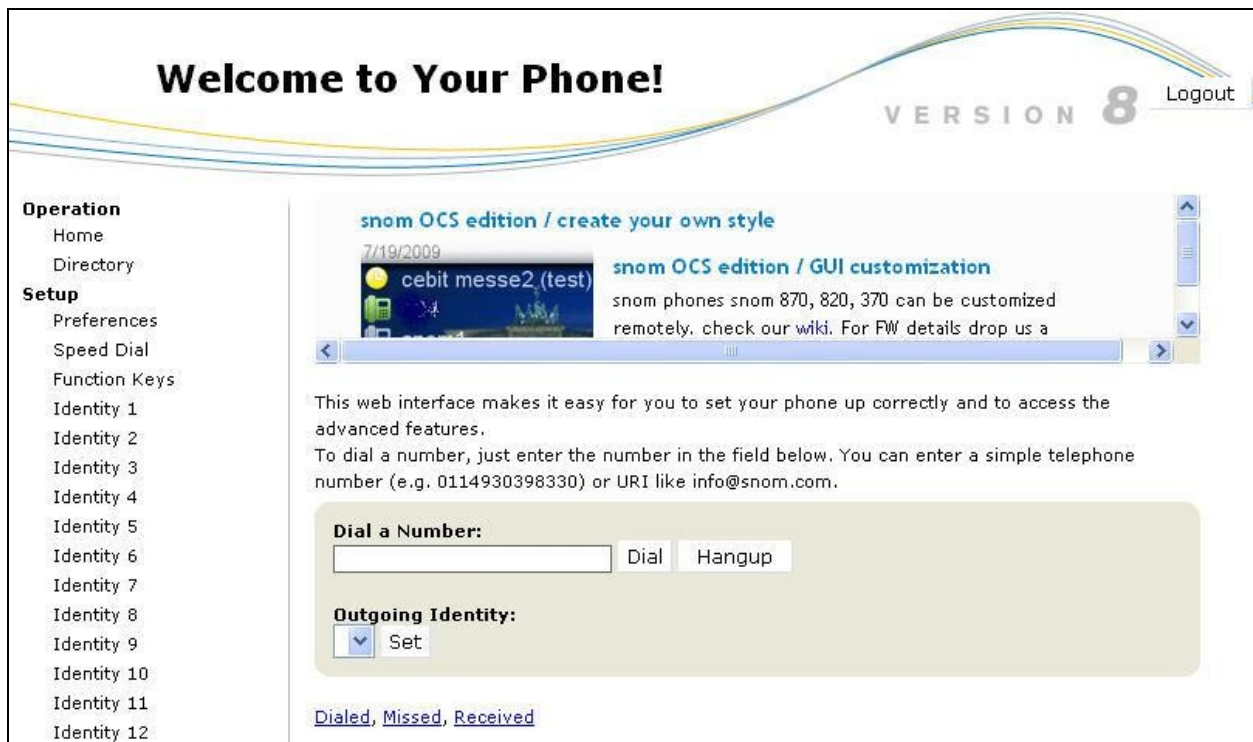 Welcome to Your Phone!
VERSION 8
Logout
Operation
Home
Directory
Setup
Preferences
Speed Dial
Function Keys
Identity 1
Identity 2
Identity 3
Identity 4
Identity 5
Identity 6
Identity 7
Identity 8
Identity 9
Identity 10
Identity 11
Identity 12
snom OCS edition / create your own style
7/19/2009
cebit messe2 (test)
snom OCS edition / GUI customization
snom phones snom 870, 820, 370 can be customized
remotely. check our wiki. For FW details drop us a
This web interface makes it easy for you to set your phone up correctly and to access the
advanced features.
To dial a number, just enter the number in the field below. You can enter a simple telephone
number (e.g. 0114930398330) or URI like info@snom.com.
Dial a Number:
Dial Hangup
Outgoing Identity:
Set
Dialed, Missed, Received